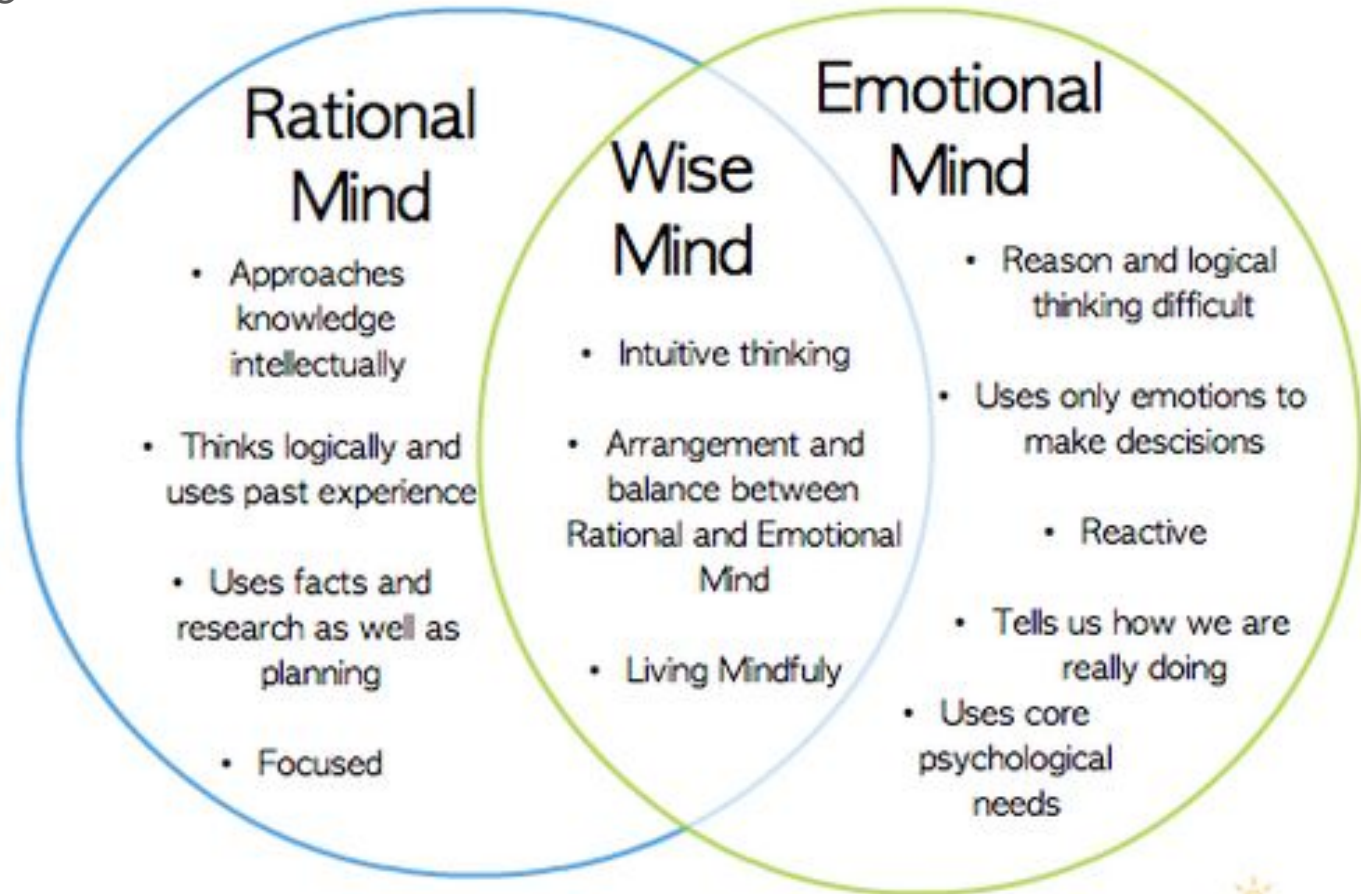 Rational
Mind
• Approaches
knowledge
intellectually
• Thinks logically and
uses past experience
• Uses facts and
research as well as
planning
• Focused
Wise
Mind
• Intuitive thinking
• Arrangement and
balance between
Rational and Emotional
Mind
• Living Mindfuly
Emotional
Mind
• Reason and logical
thinking difficult
• Uses only emotions to
make descisions
• Reactive
• Tells us how we are
really doing
• Uses core
psychological
needs